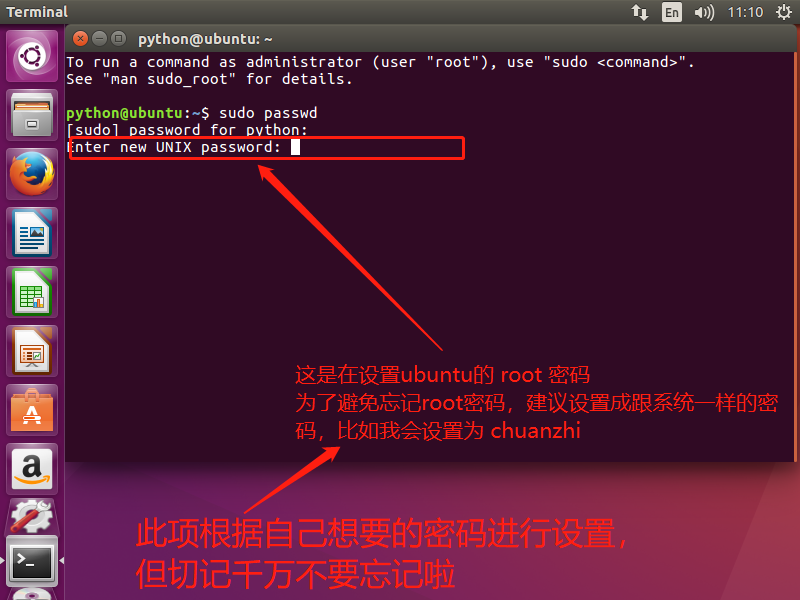 Terminal
En
11:10
python@ubuntu: ~
To run a command as administrator (user "root"), use "sudo <command>".
See "man sudo_root" for details.
python@ubuntu:~$ sudo passwd
[sudo] password for python:
Enter new UNIX password:
这是在设置ubuntu的 root 密码
为了避免忘记root密码，建议设置成跟系统一样的密
码，比如我会设置为 chuanzhi
此项根据自己想要的密码进行设置，
但切记千万不要忘记啦